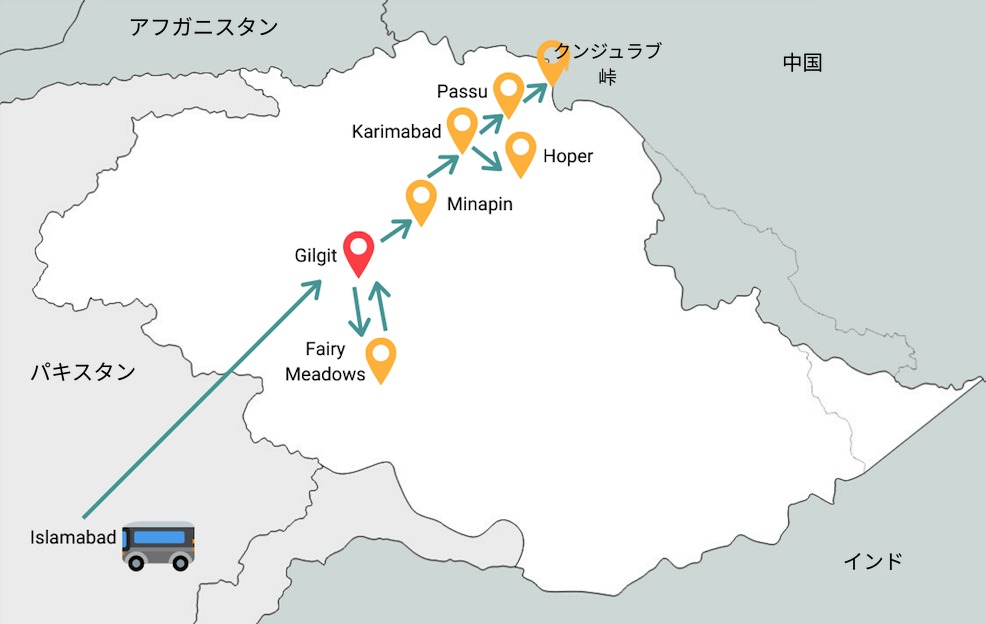 アフガニスタン
クンジュラブ
峠
中国
Passu
Karimabad
Hoper
Minapin
Gilgit
Fairy
Meadows
パキスタン
Islamabad
インド